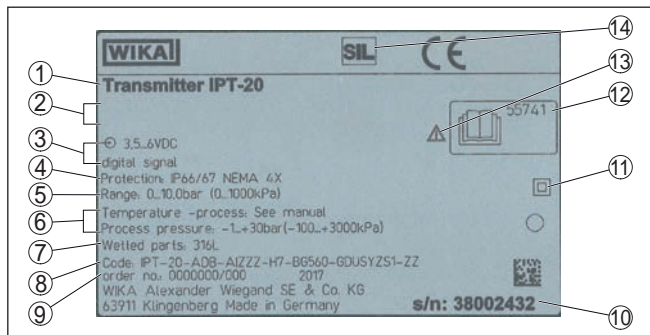 WIKA
SIL
CE
14
13
1
Transmitter IPT-20
2
55741
12
3
3,5...6VDC
digital signal
4
Protection: IP66/67 NEMA 4X
5
Range: 0...10,0bar (0...1000kPa)
11
6
Temperature -process: See manual
Process pressure: -1...+30bar(-100...+3000kPa)
7
Wetted parts: 316L
8
Code: IPT-20-ADB-AIZZZ-H7-BG560-GDUSYZS1-ZZ
9
order no.: 0000000/000 2017
WIKA Alexander Wiegand SE & Co. KG
63911 Klingenberg Made in Germany
s/n: 38002432
10